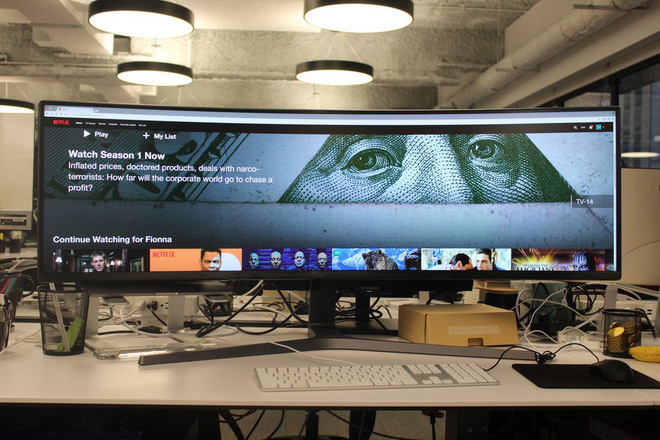 NETFLIX
Play
My List
Watch Season 1 Now
Inflated prices, doctored products, deals with narco-
terrorists: How far will the corporate world go to chase a
profit?
TV-14
Continue Watching for Fionna
NETFLIX